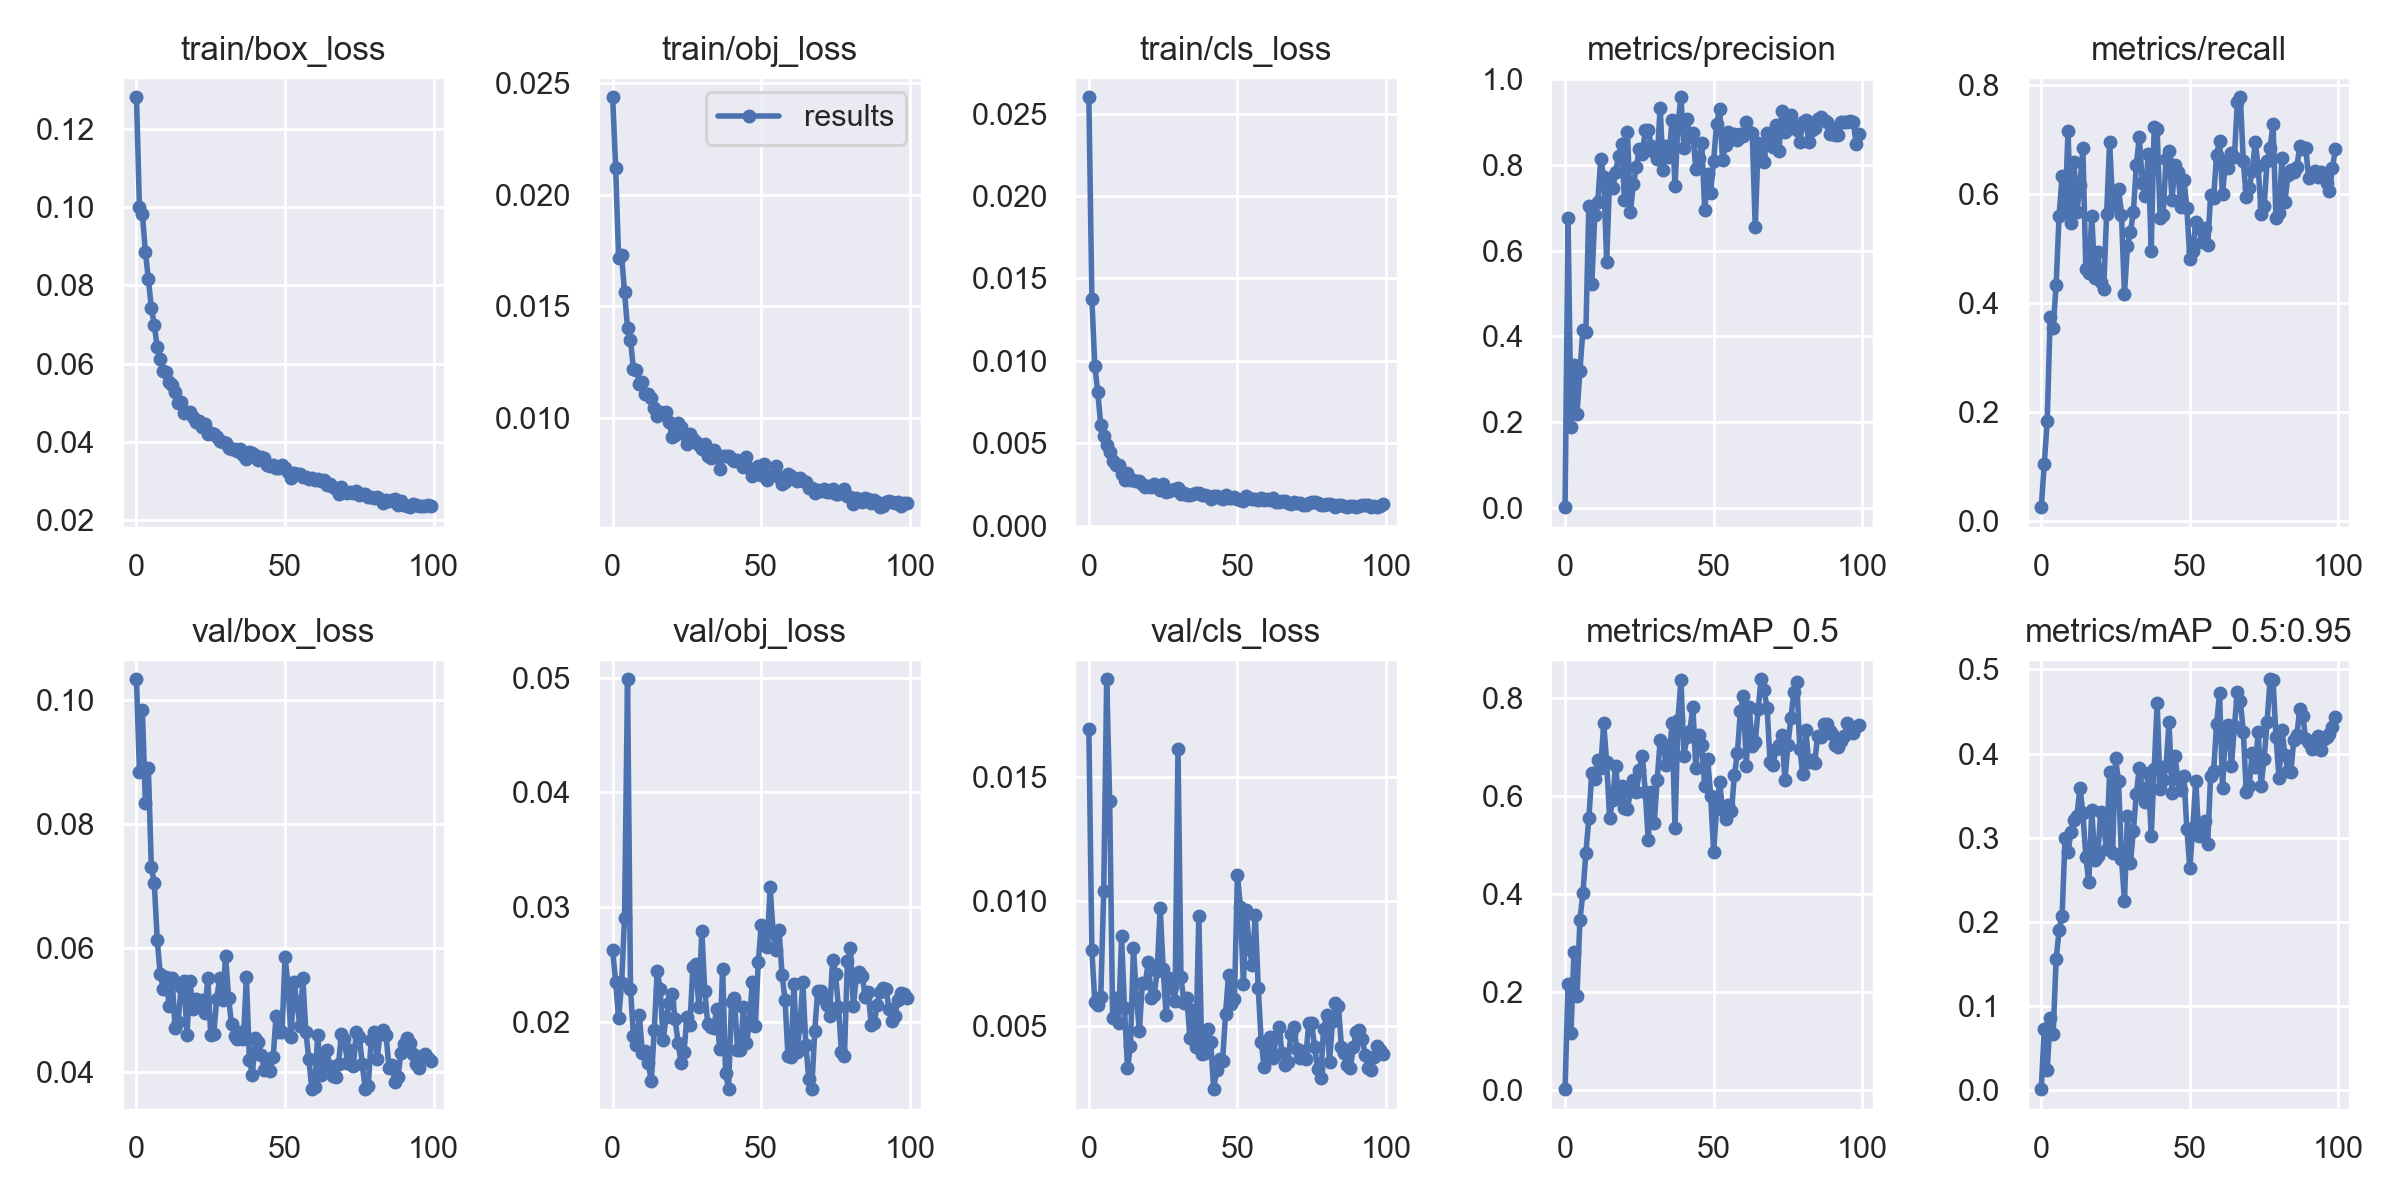 train/box_loss
0.12
0.10
0.08
0.06
0.04
0.02
0 50 100
train/obj_loss
results
0.025
0.020
0.015
0.010
0 50 100
train/cls_loss
0.025
0.020
0.015
0.010
0.005
0.000
0 50 100
metrics/precision
1.0
0.8
0.6
0.4
0.2
0.0
0 50 100
metrics/recall
0.8
0.6
0.4
0.2
0.0
0 50 100
val/box_loss
0.10
0.08
0.06
0.04
0 50 100
val/obj_loss
0.05
0.04
0.03
0.02
0 50 100
val/cls_loss
0.015
0.010
0.005
0 50 100
metrics/mAP_0.5
0.8
0.6
0.4
0.2
0.0
0 50 100
metrics/mAP_0.5:0.95
0.5
0.4
0.3
0.2
0.1
0.0
0 50 100